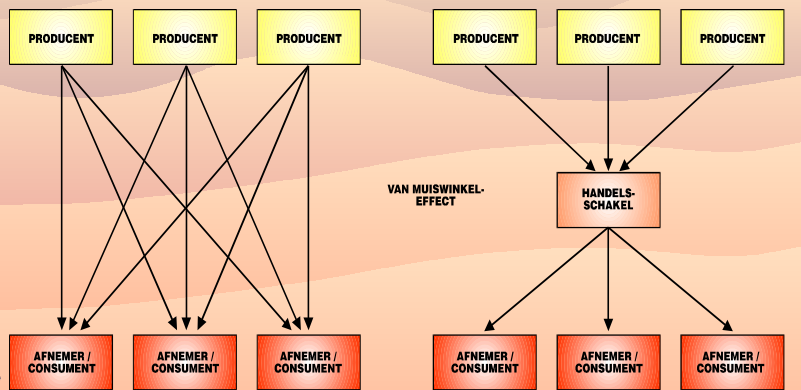 PRODUCENT
PRODUCENT
PRODUCENT
PRODUCENT
PRODUCENT
PRODUCENT
VAN MUISWINKEL-
EFFECT
HANDELS-
SCHAKEL
AFNEMER /
CONSUMENT
AFNEMER /
CONSUMENT
AFNEMER /
CONSUMENT
AFNEMER /
CONSUMENT
AFNEMER /
CONSUMENT
AFNEMER /
CONSUMENT